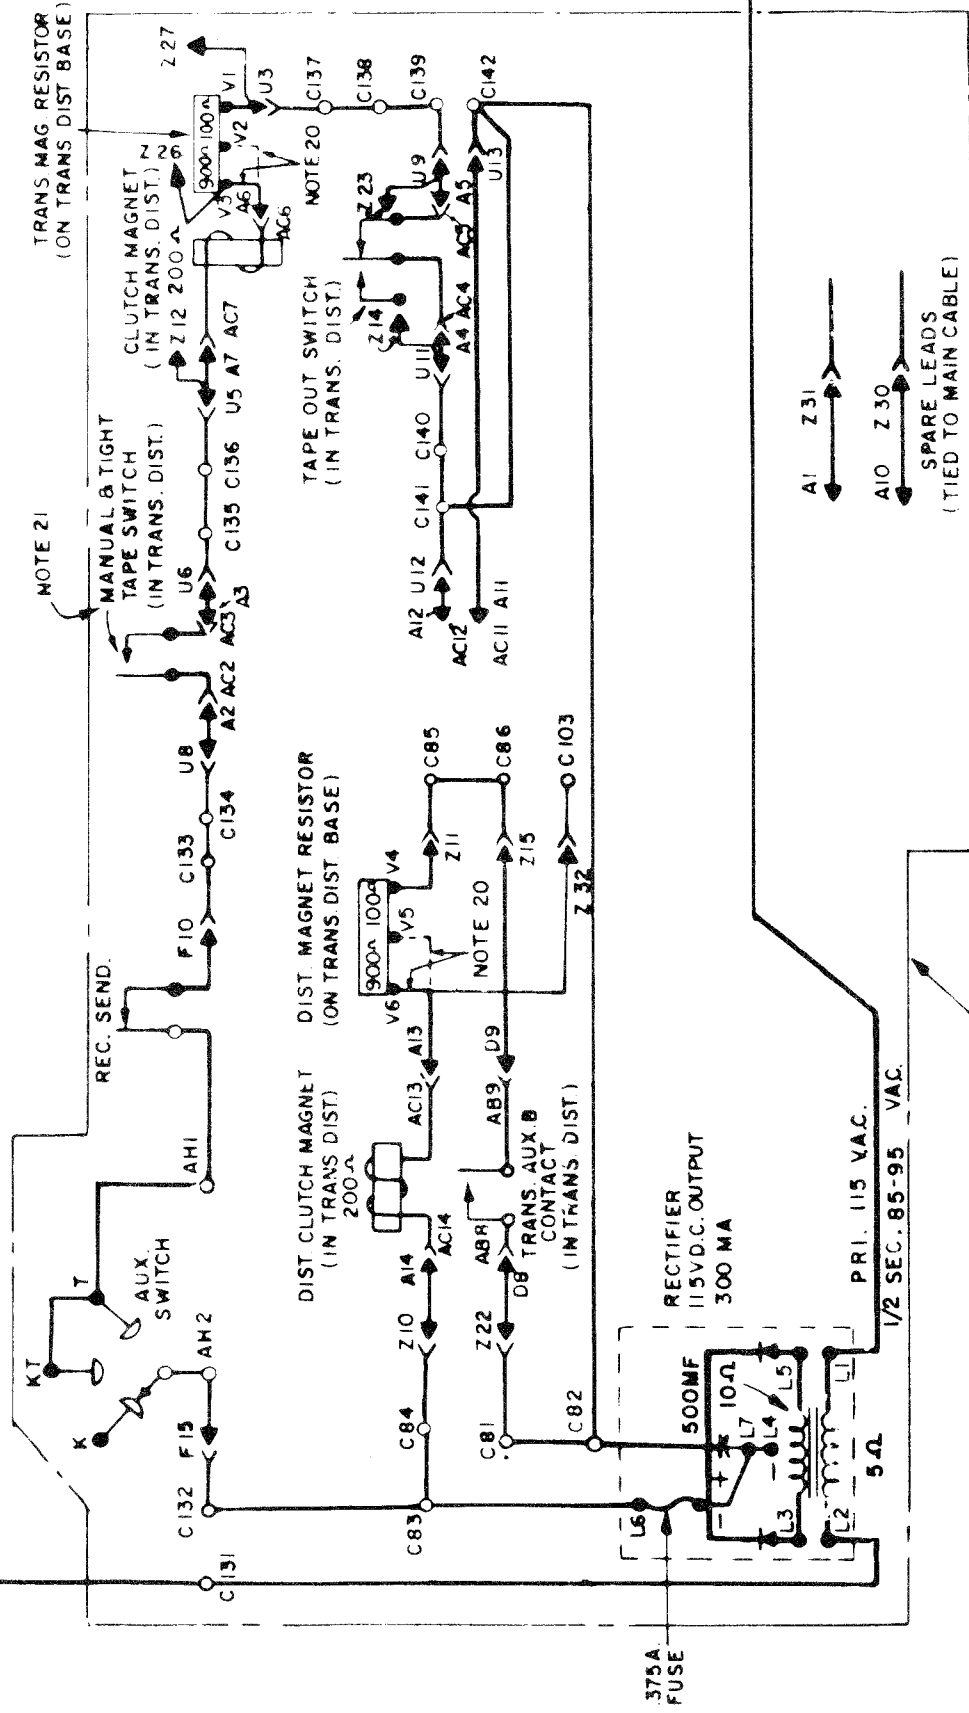 TRANS MAG. RESISTOR
(ON TRANS DIST BASE)
Z 27
V1
U3
C137
C138
C139
C142
900Ω 100Ω
V2
V3
Z 26
A6
AC6
NOTE 20
CLUTCH MAGNET
(IN TRANS. DIST.)
200Ω
Z12
AC7
A7
U5
C136
C135
Z 23
U9
A5
AC5
U13
TAPE OUT SWITCH
(IN TRANS. DIST.)
Z14
U11
A4
AC4
C140
C141
U12
A12
AC12
AC11
A11
NOTE 21
MANUAL & TIGHT
TAPE SWITCH
(IN TRANS. DIST.)
U6
A3
AC3
AC2
A2
U8
C134
C133
F10
REC. SEND.
AH1
T
KT
K
AUX.
SWITCH
AH2
F15
C132
C131
DIST. MAGNET RESISTOR
(ON TRANS. DIST BASE)
900Ω 100Ω
V4
V5
V6
Z11
C85
C86
Z15
C103
Z 32
NOTE 20
A13
AC13
D9
AB9
DIST. CLUTCH MAGNET
(IN TRANS DIST)
200Ω
AC14
A14
Z10
C84
C83
TRANS. AUX. B
CONTACT
(IN TRANS. DIST.)
AB8
D8
Z22
C81
C82
A1
Z31
A10
Z 30
SPARE LEADS
(TIED TO MAIN CABLE)
RECTIFIER
115 V.D.C. OUTPUT
300 MA
500MF
10Ω
L5
L7
L4
L3
L6
L1
L2
+
-
-
5Ω
PRI. 115 V.A.C.
1/2 SEC. 85-95 VAC.
.375A.
FUSE